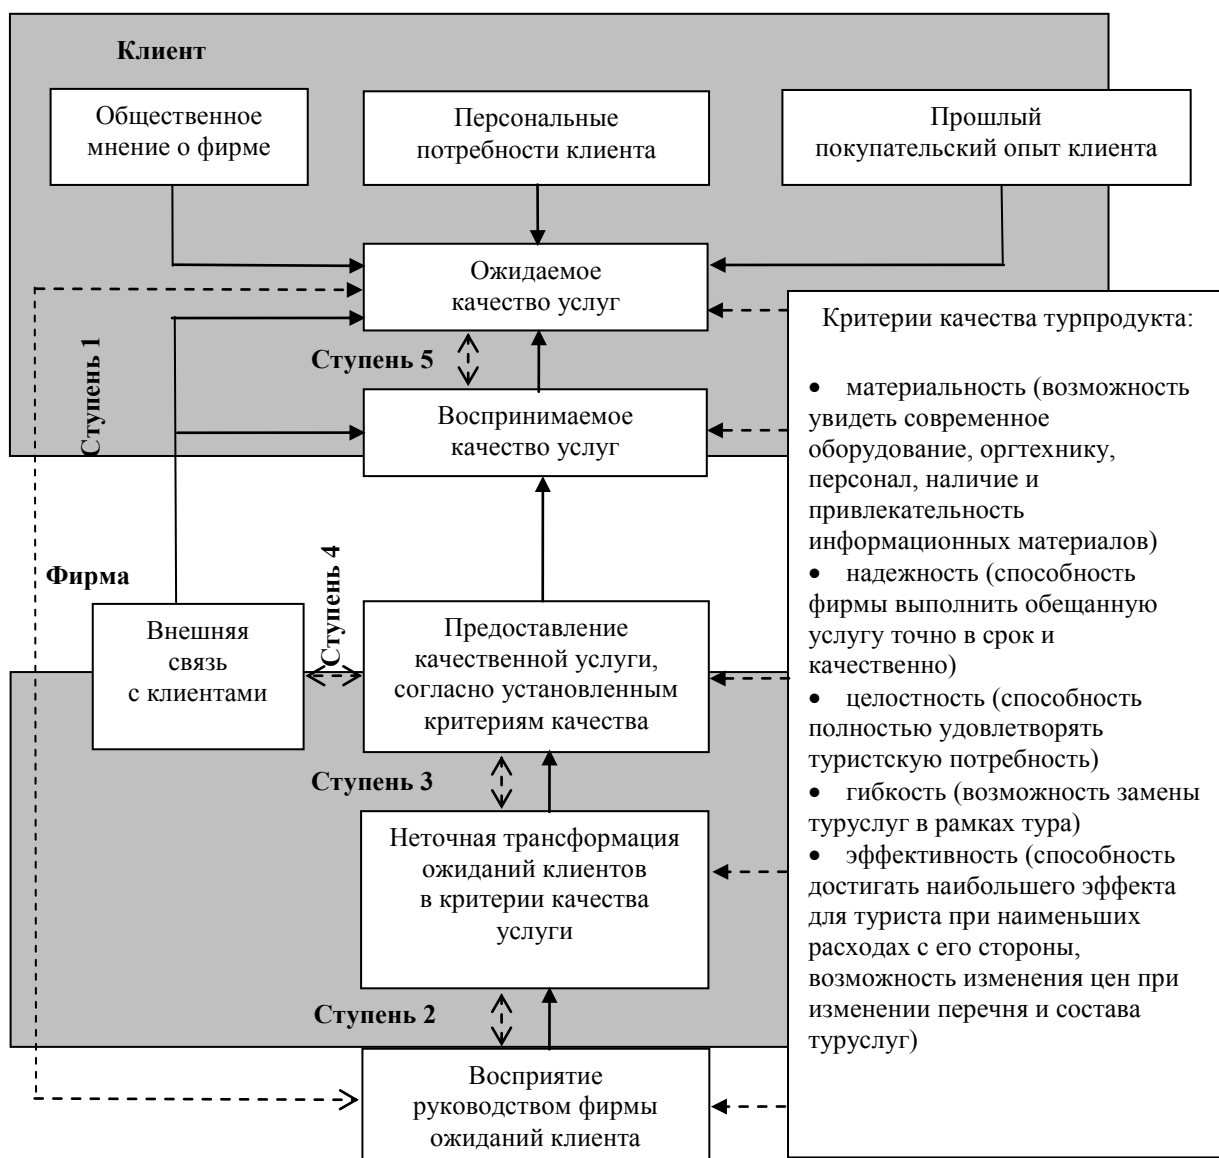 Клиент
Общественное
мнение о фирме
Персональные
потребности клиента
Прошлый
покупательский опыт клиента
Ожидаемое
качество услуг
Ступень 1
Ступень 5
Воспринимаемое
качество услуг
Фирма
Внешняя
связь
с клиентами
Ступень 4
Предоставление
качественной услуги,
согласно установленным
критериям качества
Ступень 3
Неточная трансформация
ожиданий клиентов
в критерии качества
услуги
Ступень 2
Восприятие
руководством фирмы
ожиданий клиента
Критерии качества турпродукта:
• материальность (возможность
увидеть современное
оборудование, оргтехнику,
персонал, наличие и
привлекательность
информационных материалов)
• надежность (способность
фирмы выполнить обещанную
услугу точно в срок и
качественно)
• целостность (способность
полностью удовлетворять
туристскую потребность)
• гибкость (возможность замены
туруслуг в рамках тура)
• эффективность (способность
достигать наибольшего эффекта
для туриста при наименьших
расходах с его стороны,
возможность изменения цен при
изменении перечня и состава
туруслуг)